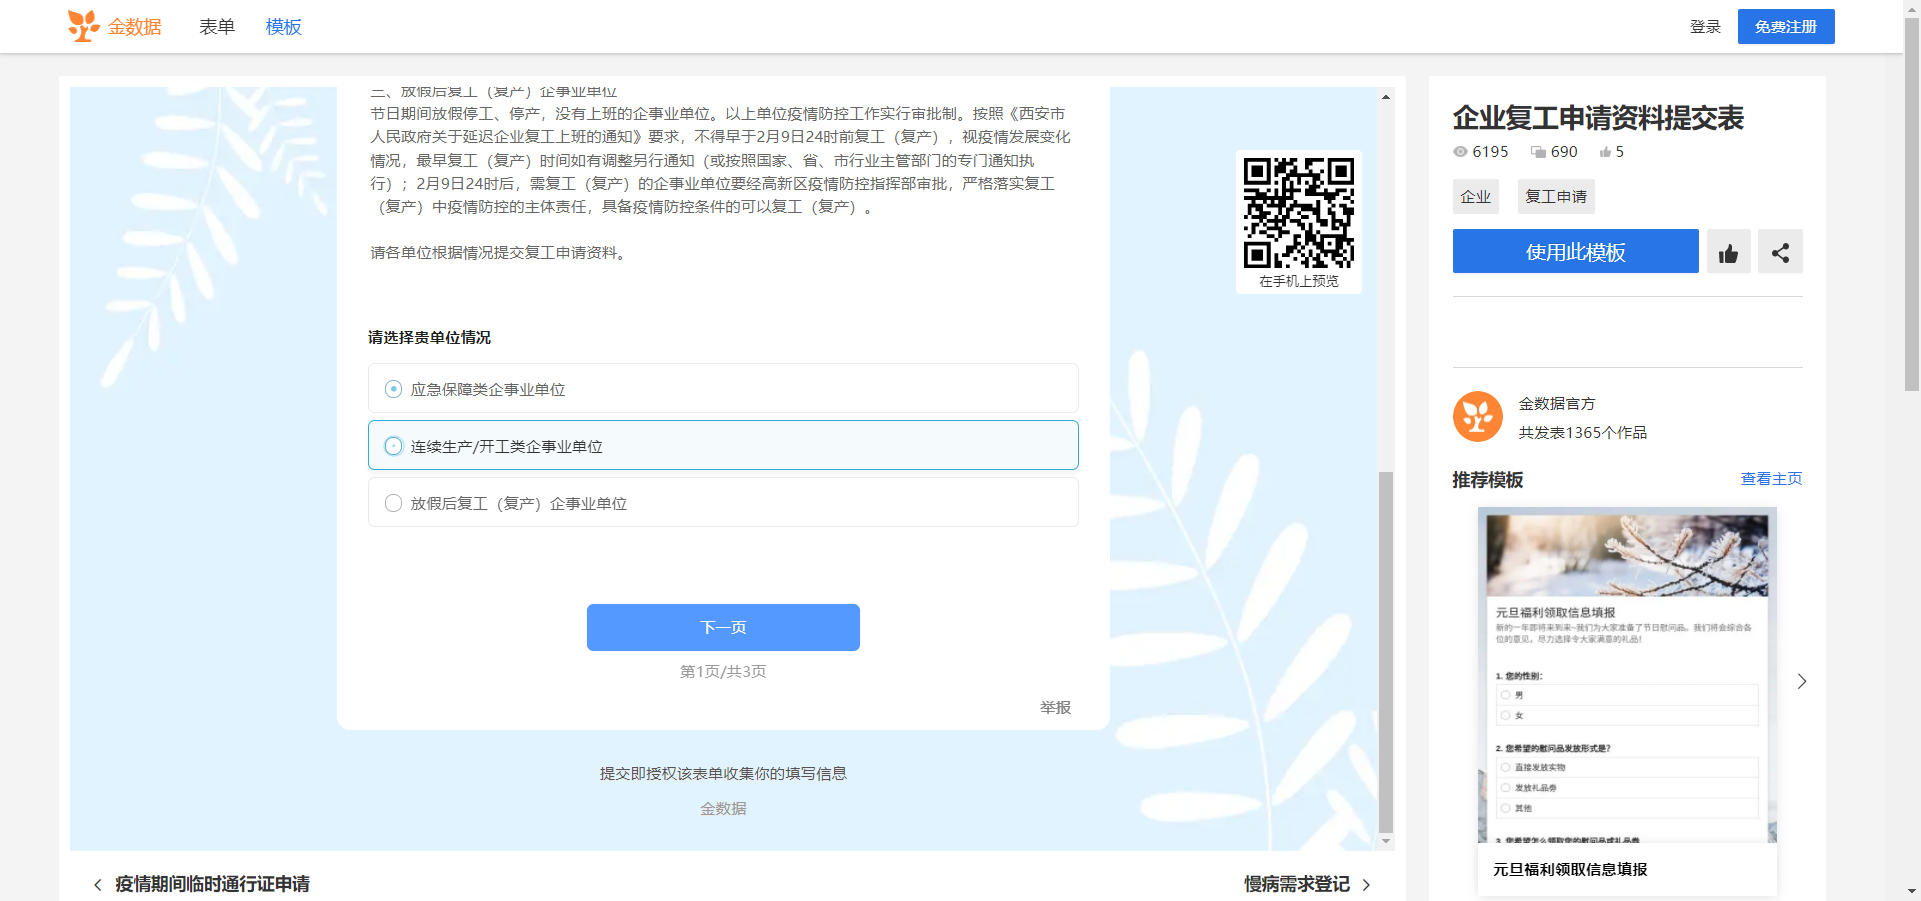 金数据
表单
模板
登录
免费注册
三、放假后复工（复产）企事业单位
节日期间放假停工、停产，没有上班的企事业单位。以上单位疫情防控工作实行审批制。按照《西安市
人民政府关于延迟企业复工上班的通知》要求，不得早于2月9日24时前复工（复产），视疫情发展变化
情况，最早复工（复产）时间如有调整另行通知（或按照国家、省、市行业主管部门的专门通知执
行）；2月9日24时后，需复工（复产）的企事业单位要经高新区疫情防控指挥部审批，严格落实复工
（复产）中疫情防控的主体责任，具备疫情防控条件的可以复工（复产）。
请各单位根据情况提交复工申请资料。
请选择贵单位情况
应急保障类企事业单位
连续生产/开工类企事业单位
放假后复工（复产）企事业单位
下一页
第1页/共3页
举报
提交即授权该表单收集你的填写信息
金数据
在手机上预览
疫情期间临时通行证申请
慢病需求登记
企业复工申请资料提交表
6195
690
5
企业
复工申请
使用此模板
金数据官方
共发表1365个作品
推荐模板
查看主页
元旦福利领取信息填报
新的一年即将来到来~我们为大家准备了节日慰问品。我们将会综合各
位的意见，尽力选择令大家满意的礼品！
1. 您的性别：
男
女
2. 您希望的慰问品发放形式是？
直接发放实物
发放礼品券
其他
3. 您希望怎么领取您的慰问品或礼品券
元旦福利领取信息填报